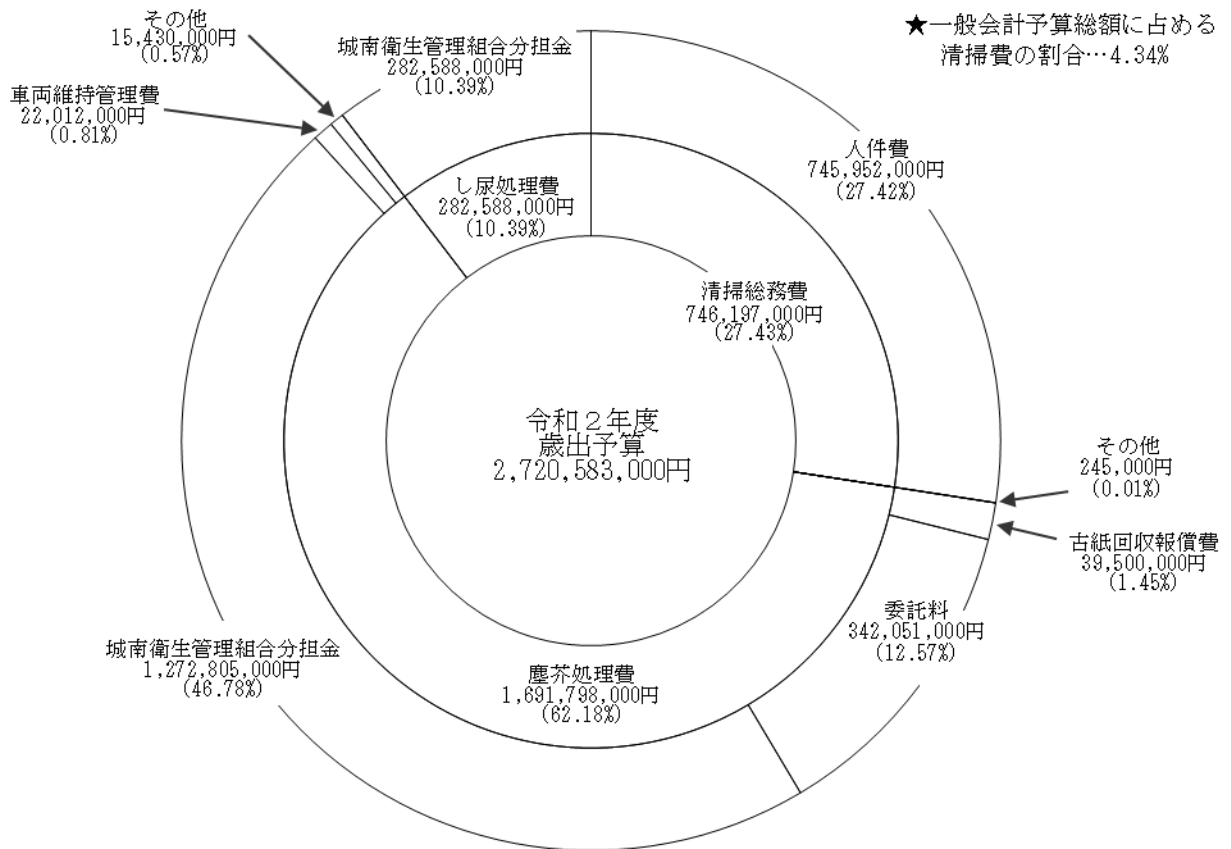 ★一般会計予算総額に占める
清掃費の割合…4.34%
その他
15,430,000円
(0.57%)
城南衛生管理組合分担金
282,588,000円
(10.39%)
車両維持管理費
22,012,000円
(0.81%)
人件費
745,952,000円
(27.42%)
し尿処理費
282,588,000円
(10.39%)
清掃総務費
746,197,000円
(27.43%)
令和２年度
歳出予算
2,720,583,000円
その他
245,000円
(0.01%)
古紙回収報償費
39,500,000円
(1.45%)
委託料
342,051,000円
(12.57%)
城南衛生管理組合分担金
1,272,805,000円
(46.78%)
塵芥処理費
1,691,798,000円
(62.18%)